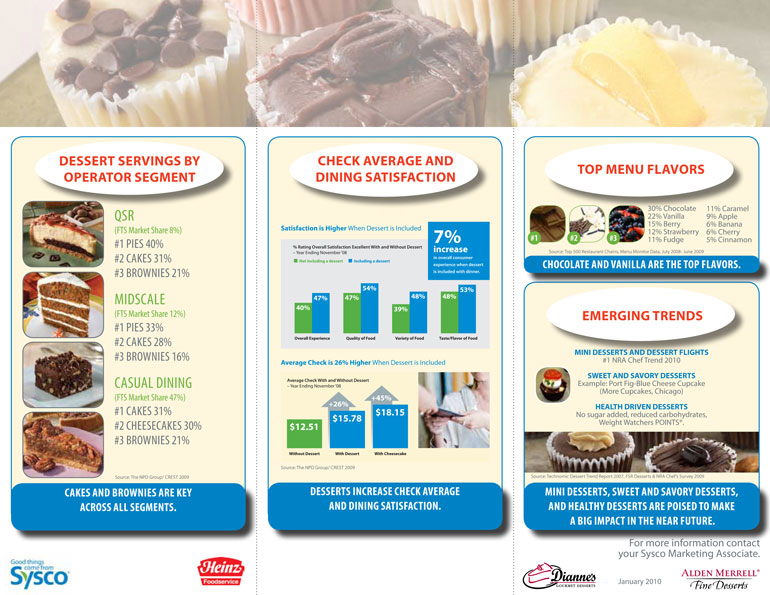 DESSERT SERVINGS BY
OPERATOR SEGMENT
QSR
(FTS Market Share 8%)
#1 PIES 40%
#2 CAKES 31%
#3 BROWNIES 21%
MIDSCALE
(FTS Market Share 12%)
#1 PIES 33%
#2 CAKES 28%
#3 BROWNIES 16%
CASUAL DINING
(FTS Market Share 47%)
#1 CAKES 31%
#2 CHEESECAKES 30%
#3 BROWNIES 21%
Source: The NPD Group/ CREST 2009
CAKES AND BROWNIES ARE KEY
ACROSS ALL SEGMENTS.
CHECK AVERAGE AND
DINING SATISFACTION
Satisfaction is Higher When Dessert is Included
7%
increase
in overall consumer
experience when dessert
is included with dinner.
% Rating Overall Satisfaction Excellent With and Without Dessert
– Year Ending November '08
Not including a dessert
Including a dessert
40% 47% 47% 54% 39% 48% 48% 53%
Overall Experience Quality of Food Variety of Food Taste/Flavor of Food
Average Check is 26% Higher When Dessert is Included
Average Check With and Without Dessert
– Year Ending November '08
+26% +45%
$12.51 $15.78 $18.15
Without Dessert With Dessert With Cheesecake
Source: The NPD Group/ CREST 2009
DESSERTS INCREASE CHECK AVERAGE
AND DINING SATISFACTION.
TOP MENU FLAVORS
#1 #2 #3
30% Chocolate
22% Vanilla
15% Berry
12% Strawberry
11% Fudge
11% Caramel
9% Apple
6% Banana
6% Cherry
5% Cinnamon
Source: Top 500 Restaurant Chains, Menu Monitor Data, July 2008- June 2009
CHOCOLATE AND VANILLA ARE THE TOP FLAVORS.
EMERGING TRENDS
MINI DESSERTS AND DESSERT FLIGHTS
#1 NRA Chef Trend 2010
SWEET AND SAVORY DESSERTS
Example: Port Fig-Blue Cheese Cupcake
(More Cupcakes, Chicago)
HEALTH DRIVEN DESSERTS
No sugar added, reduced carbohydrates,
Weight Watchers POINTS®.
Source: Technomic Dessert Trend Report 2007, FSR Desserts & NRA Chef's Survey 2009
MINI DESSERTS, SWEET AND SAVORY DESSERTS,
AND HEALTHY DESSERTS ARE POISED TO MAKE
A BIG IMPACT IN THE NEAR FUTURE.
For more information contact
your Sysco Marketing Associate.
Good things
come from
Sysco
Heinz
Foodservice
Dianne's
GOURMET DESSERTS
January 2010
ALDEN MERRELL®
Fine Desserts